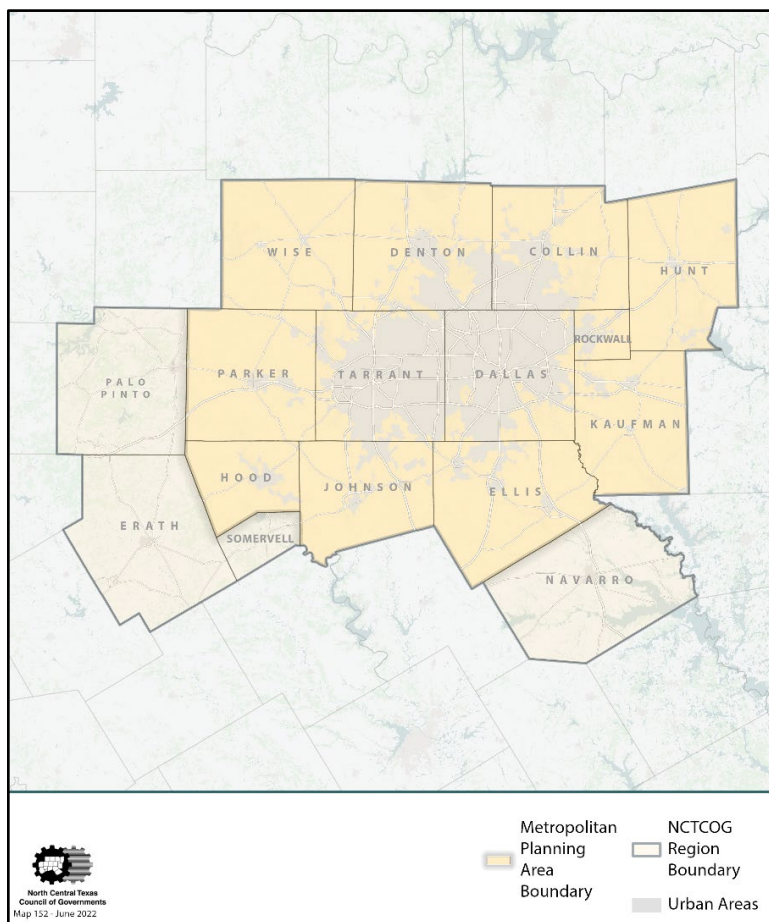 WISE
DENTON
COLLIN
HUNT
PALO
PINTO
PARKER
TARRANT
DALLAS
ROCKWALL
KAUFMAN
HOOD
JOHNSON
ELLIS
ERATH
SOMERVELL
NAVARRO
Metropolitan
Planning
Area
Boundary
NCTCOG
Region
Boundary
Urban Areas
North Central Texas
Council of Governments
Map 152 - June 2022